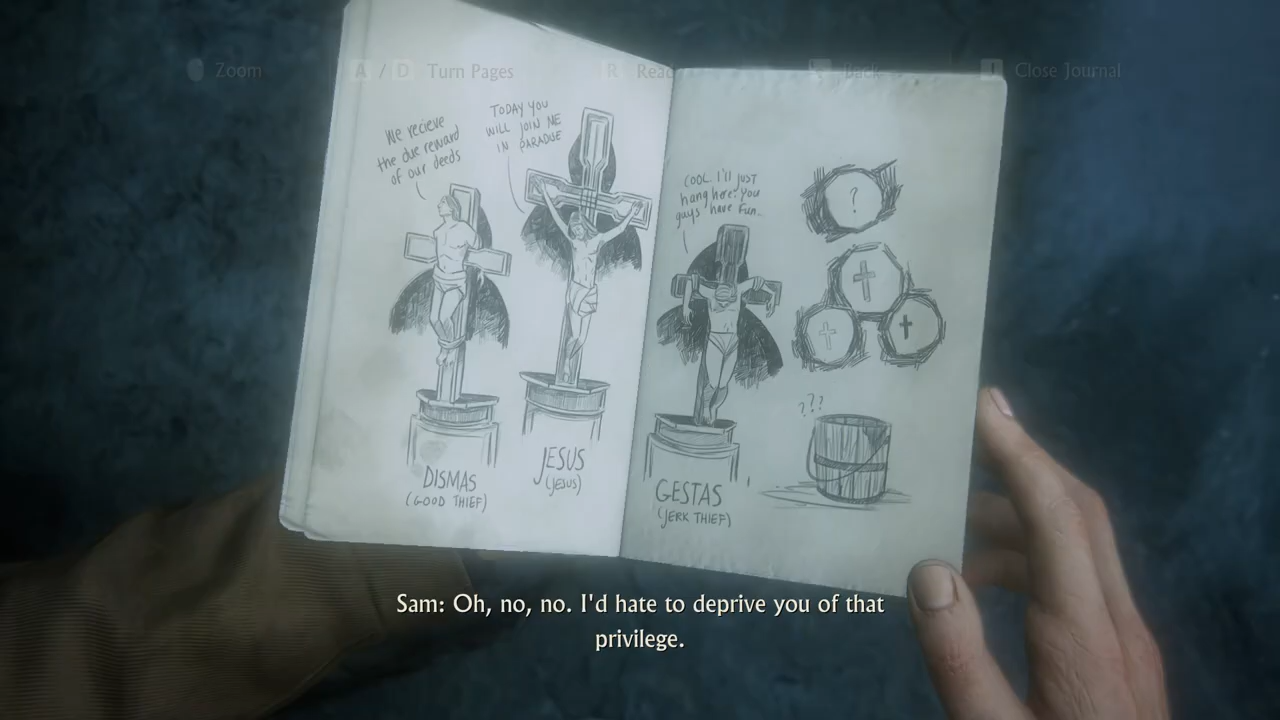 Zoom
A / D Turn Pages
R Read
Back
Close Journal
We recieve
the due reward
of our deeds
TODAY YOU
WILL JOIN ME
IN PARADISE
COOL I'll JUST
hang here. You
guys have fun...
?
???
DISMAS
(GOOD THIEF)
JESUS
(JESUS)
GESTAS
(JERK THIEF)
Sam: Oh, no, no. I'd hate to deprive you of that
privilege.